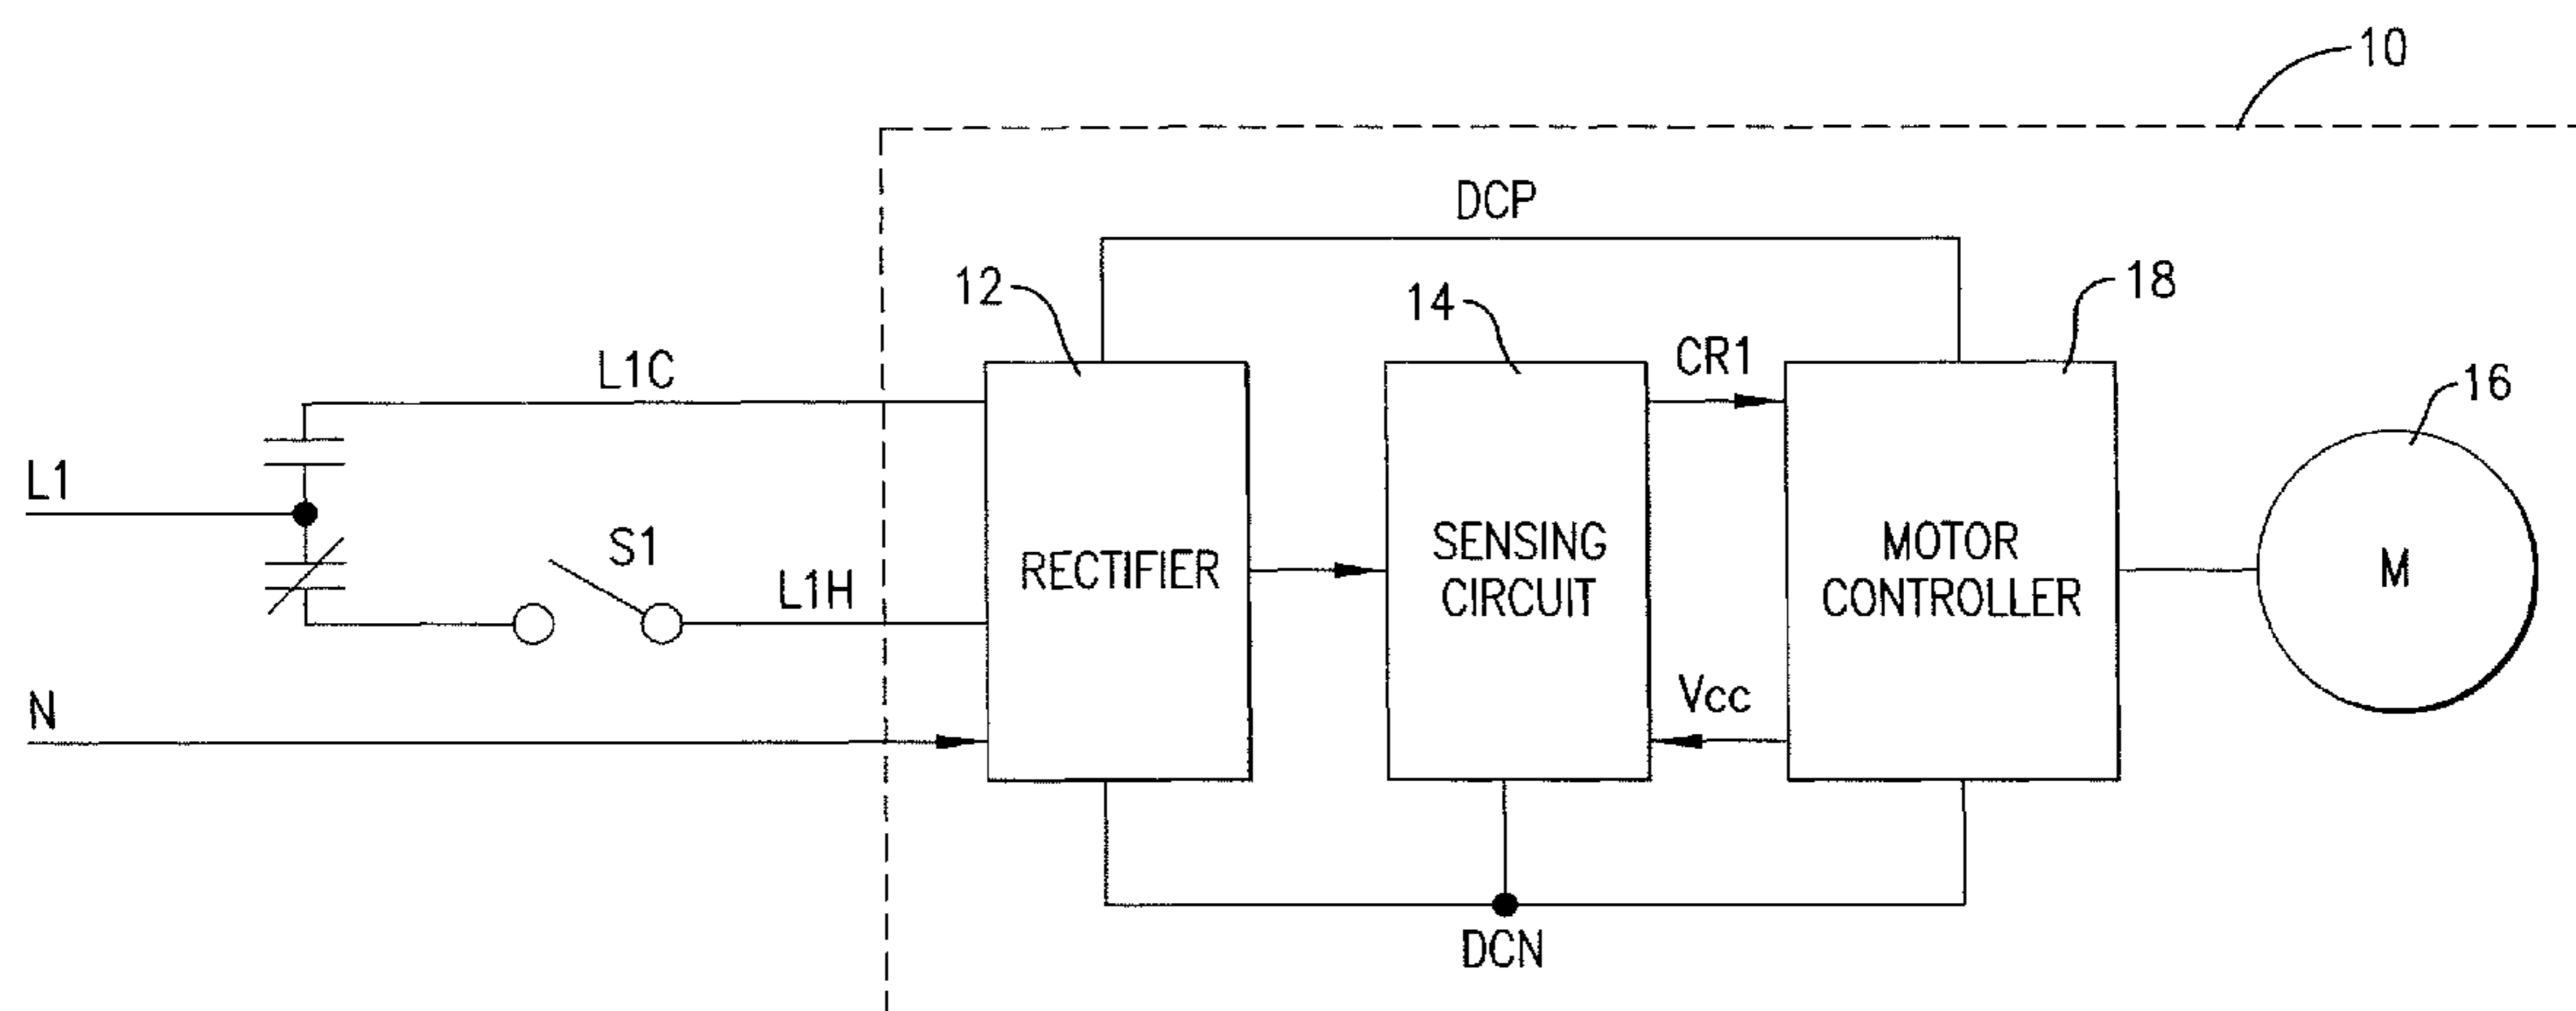 10
DCP
12
14
18
L1C
CR1
16
L1
S1
SENSING
CIRCUIT
MOTOR
CONTROLLER
RECTIFIER
M
L1H
N
Vcc
DCN